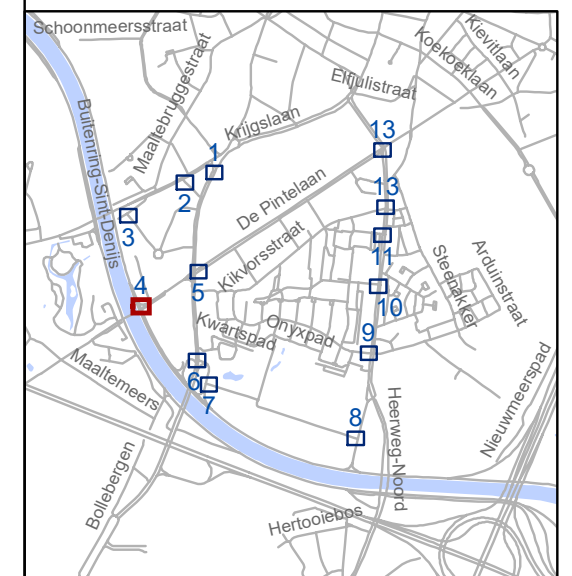 Schoonmeersstraat
Kievitlaan
Koekoeklaan
Maaltebruggestraat
Elfjulistraat
Krijgslaan
Buitenring-Sint-Denijs
13
1
2
De Pintelaan
13
3
Kikvorsstraat
11
Steenakker
Arduinstraat
4
5
10
Kwartspad
Onyxpad
9
Maaltemeers
6
7
Nieuwmeerspad
8
Heerweg-Noord
Bollebergen
Hertooiebos